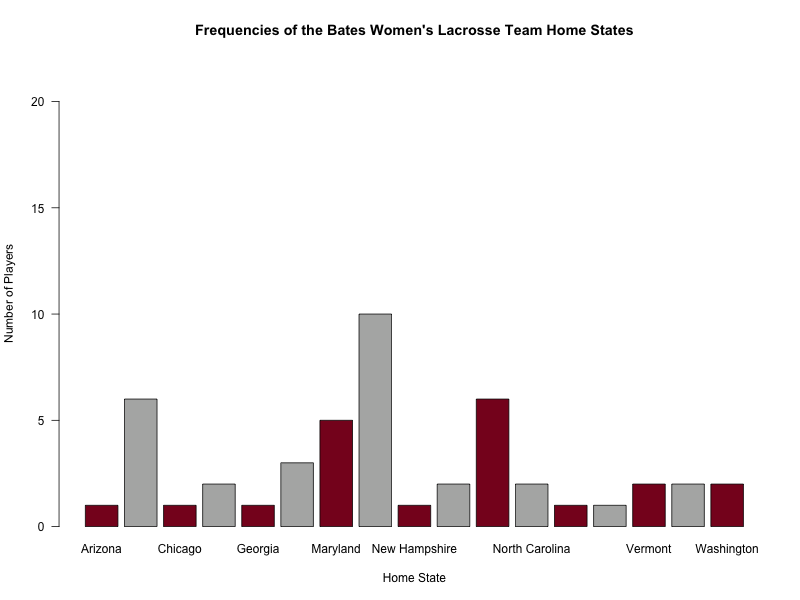 Frequencies of the Bates Women's Lacrosse Team Home States
20
15
10
5
0
Number of Players
Arizona Chicago Georgia Maryland New Hampshire North Carolina Vermont Washington
Home State